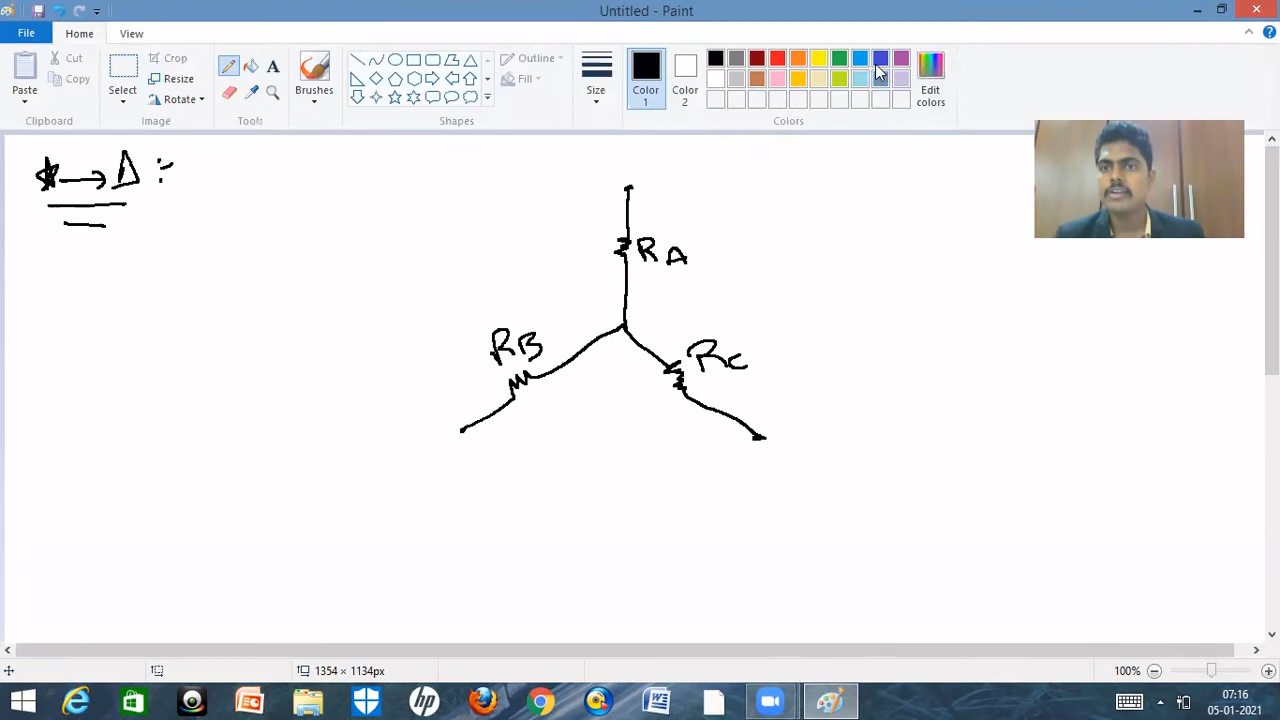 Untitled - Paint
File
Home
View
Paste
Cut
Copy
Clipboard
Select
Crop
Resize
Rotate
Image
Tools
Brushes
Shapes
Outline
Fill
Size
Color 1
Color 2
Edit colors
Colors
★→Δ :-
RA
RB
RC
1354 × 1134px
100%
hp
07:16
05-01-2021